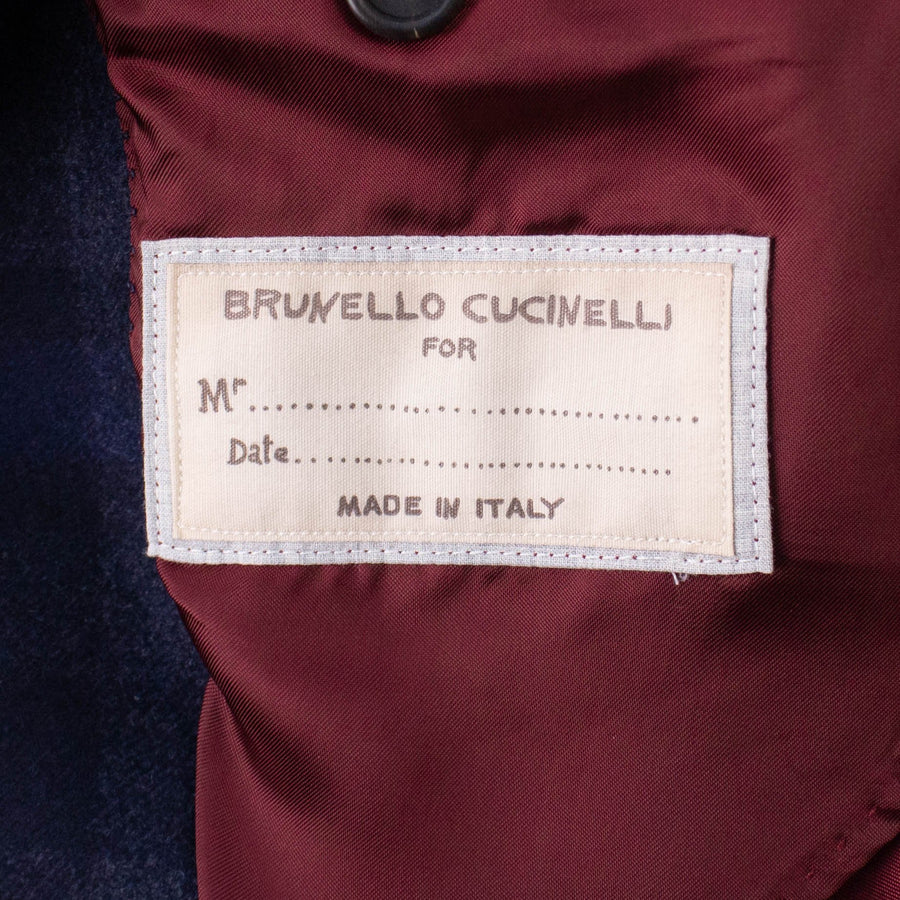 BRUNELLO CUCINELLI
FOR
Mr........................................
Date........................................
MADE IN ITALY